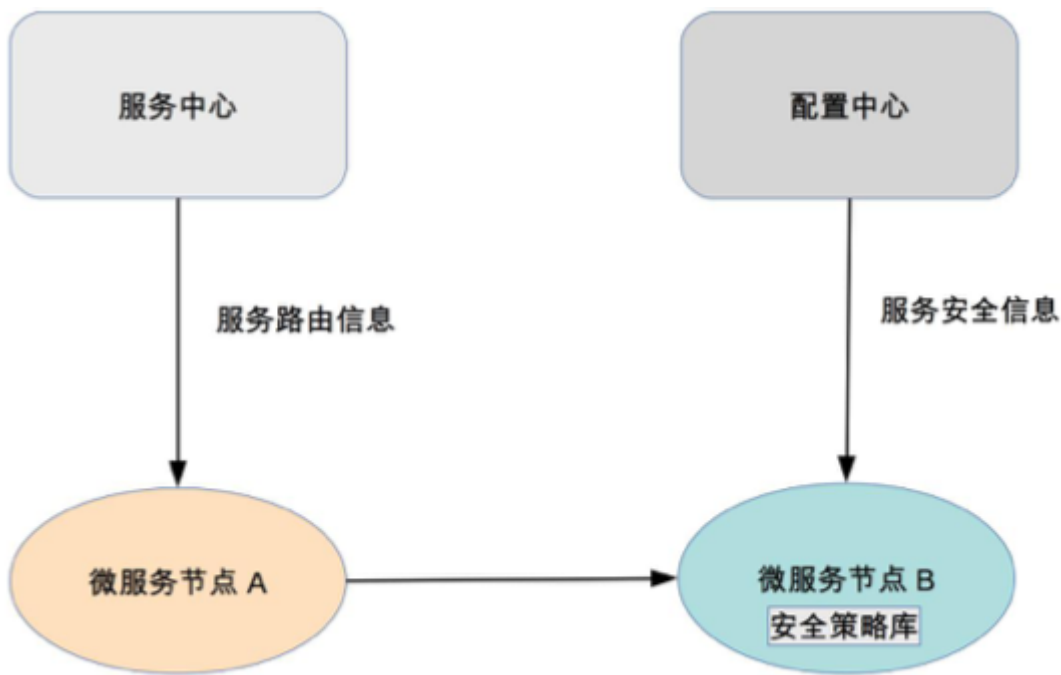 服务中心
配置中心
服务路由信息
服务安全信息
微服务节点 A
微服务节点 B
安全策略库